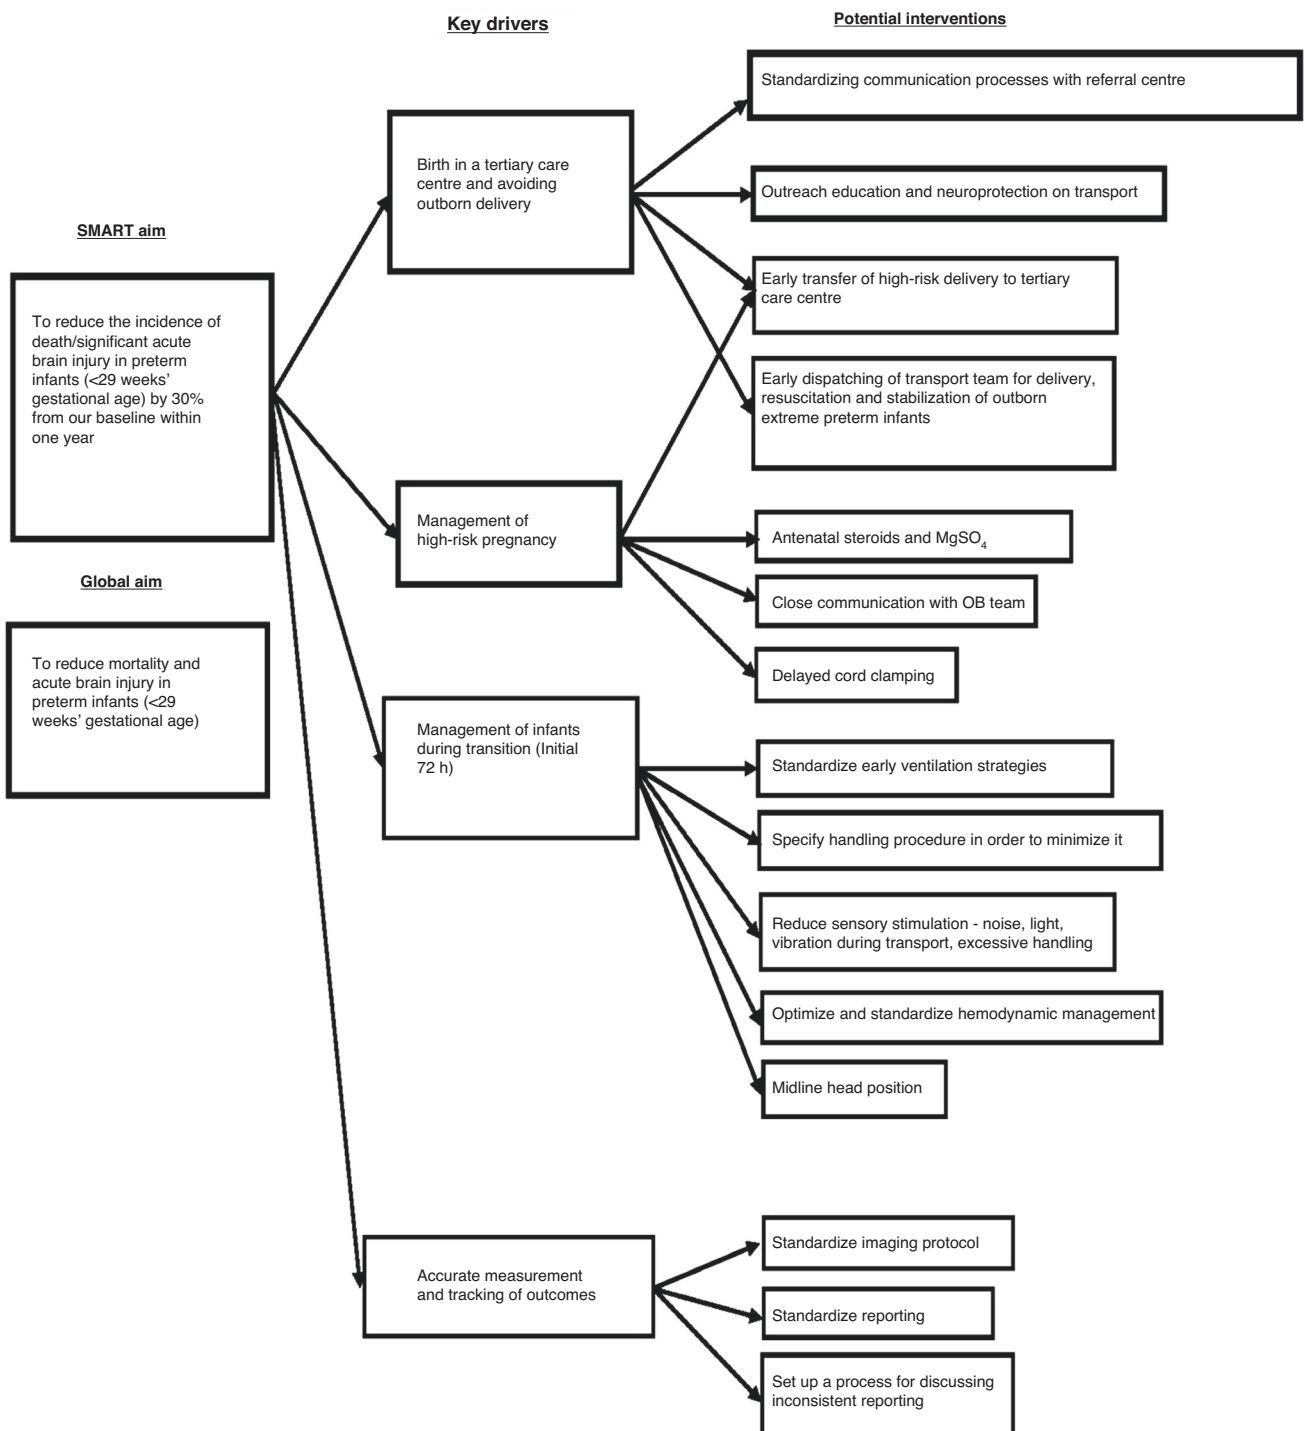 Key drivers
Potential interventions
SMART aim
To reduce the incidence of
death/significant acute
brain injury in preterm
infants (<29 weeks’
gestational age) by 30%
from our baseline within
one year
Global aim
To reduce mortality and
acute brain injury in
preterm infants (<29
weeks’ gestational age)
Birth in a tertiary care
centre and avoiding
outborn delivery
Management of
high-risk pregnancy
Management of infants
during transition (Initial
72 h)
Accurate measurement
and tracking of outcomes
Standardizing communication processes with referral centre
Outreach education and neuroprotection on transport
Early transfer of high-risk delivery to tertiary
care centre
Early dispatching of transport team for delivery,
resuscitation and stabilization of outborn
extreme preterm infants
Antenatal steroids and MgSO₄
Close communication with OB team
Delayed cord clamping
Standardize early ventilation strategies
Specify handling procedure in order to minimize it
Reduce sensory stimulation - noise, light,
vibration during transport, excessive handling
Optimize and standardize hemodynamic management
Midline head position
Standardize imaging protocol
Standardize reporting
Set up a process for discussing
inconsistent reporting